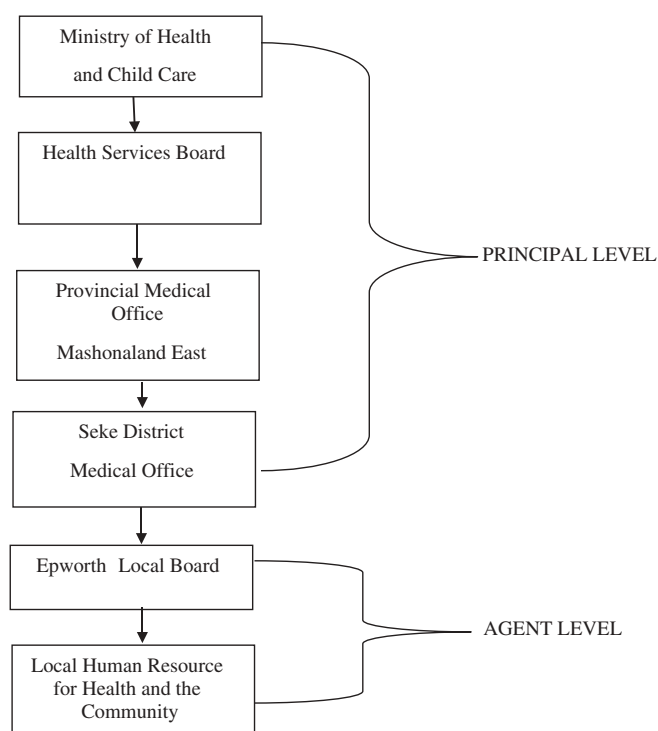 Ministry of Health
and Child Care
Health Services Board
PRINCIPAL LEVEL
Provincial Medical
Office
Mashonaland East
Seke District
Medical Office
Epworth Local Board
AGENT LEVEL
Local Human Resource
for Health and the
Community